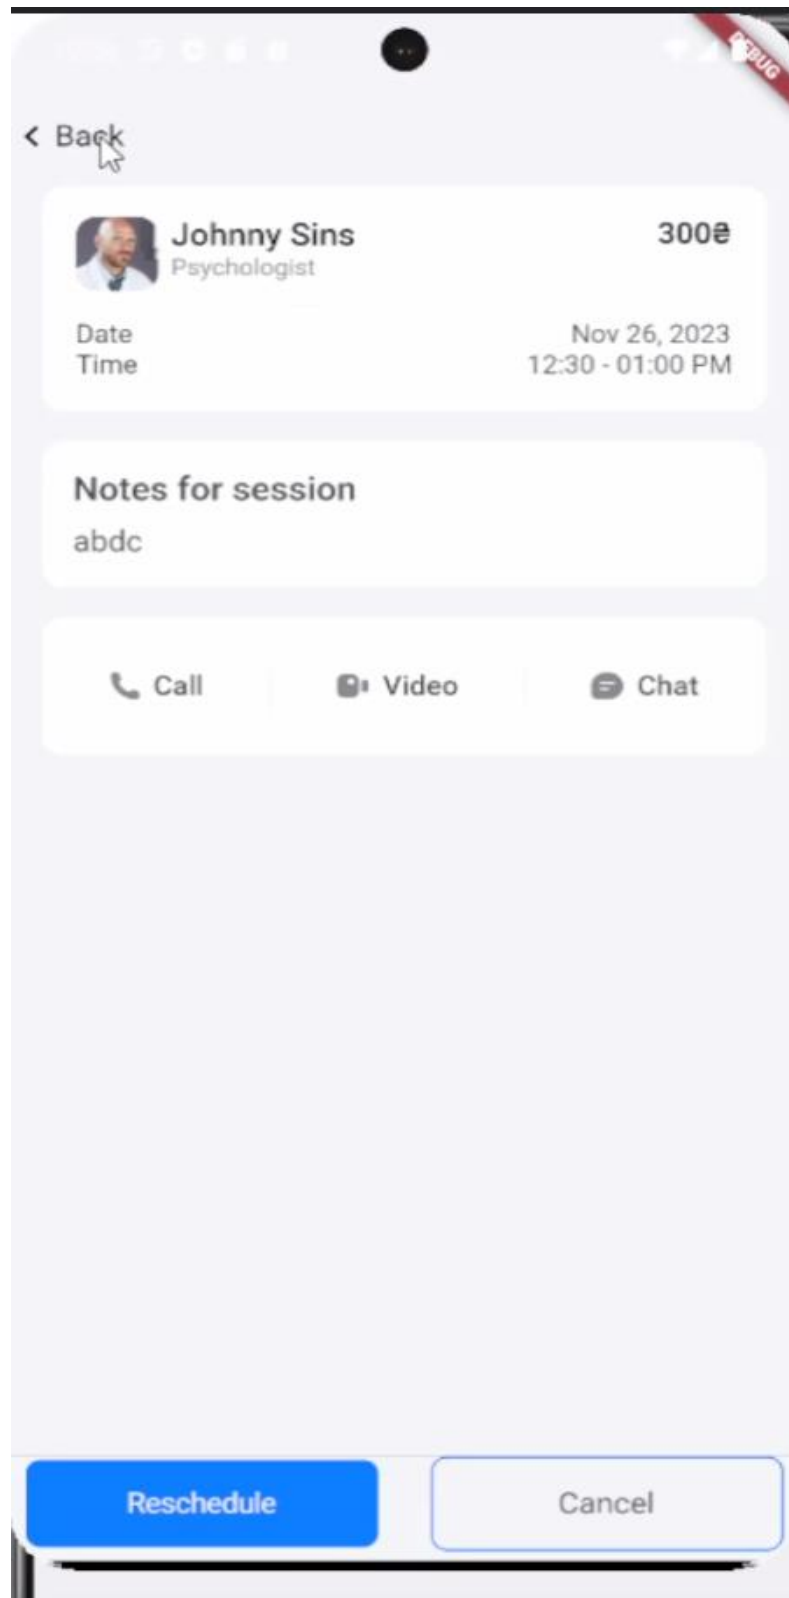 DEBUG
Back
Johnny Sins
300₴
Psychologist
Date
Nov 26, 2023
Time
12:30 - 01:00 PM
Notes for session
abdc
Call
Video
Chat
Reschedule
Cancel